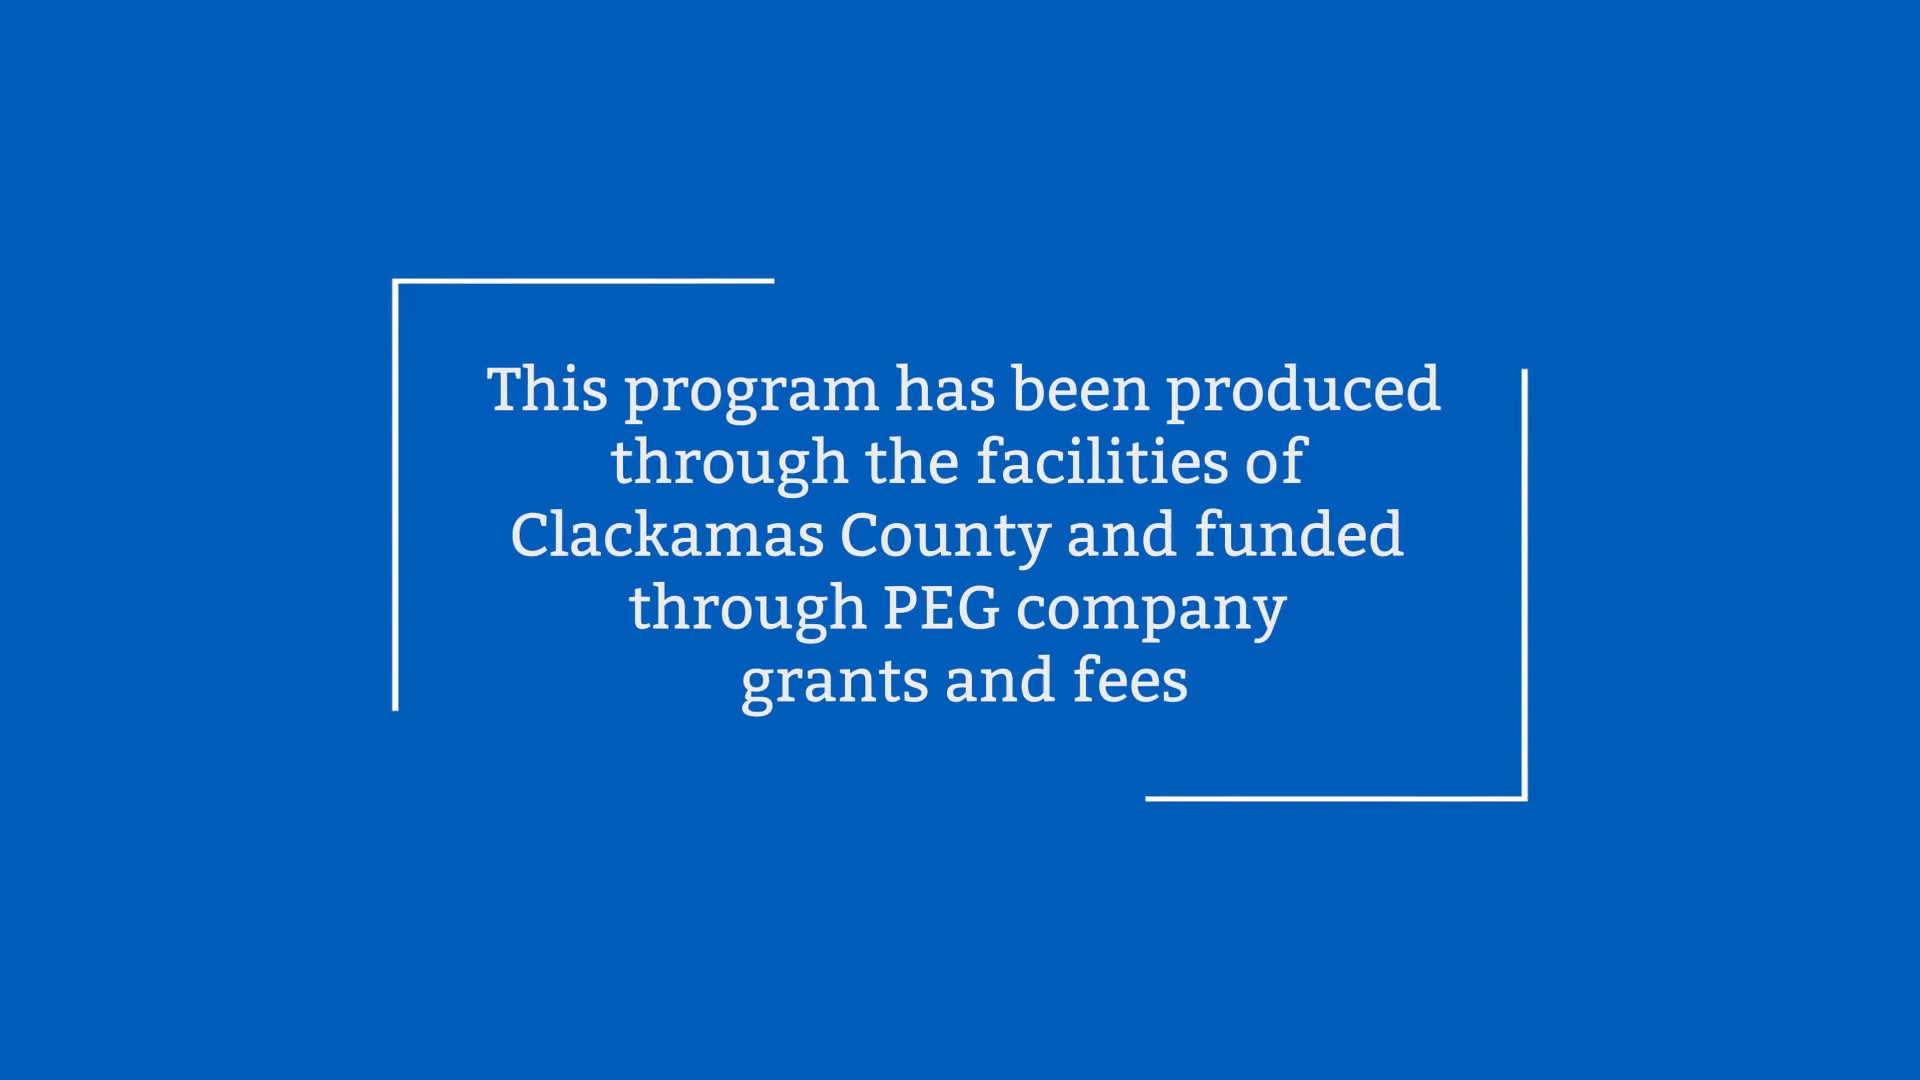 This program has been produced
through the facilities of
Clackamas County and funded
through PEG company
grants and fees